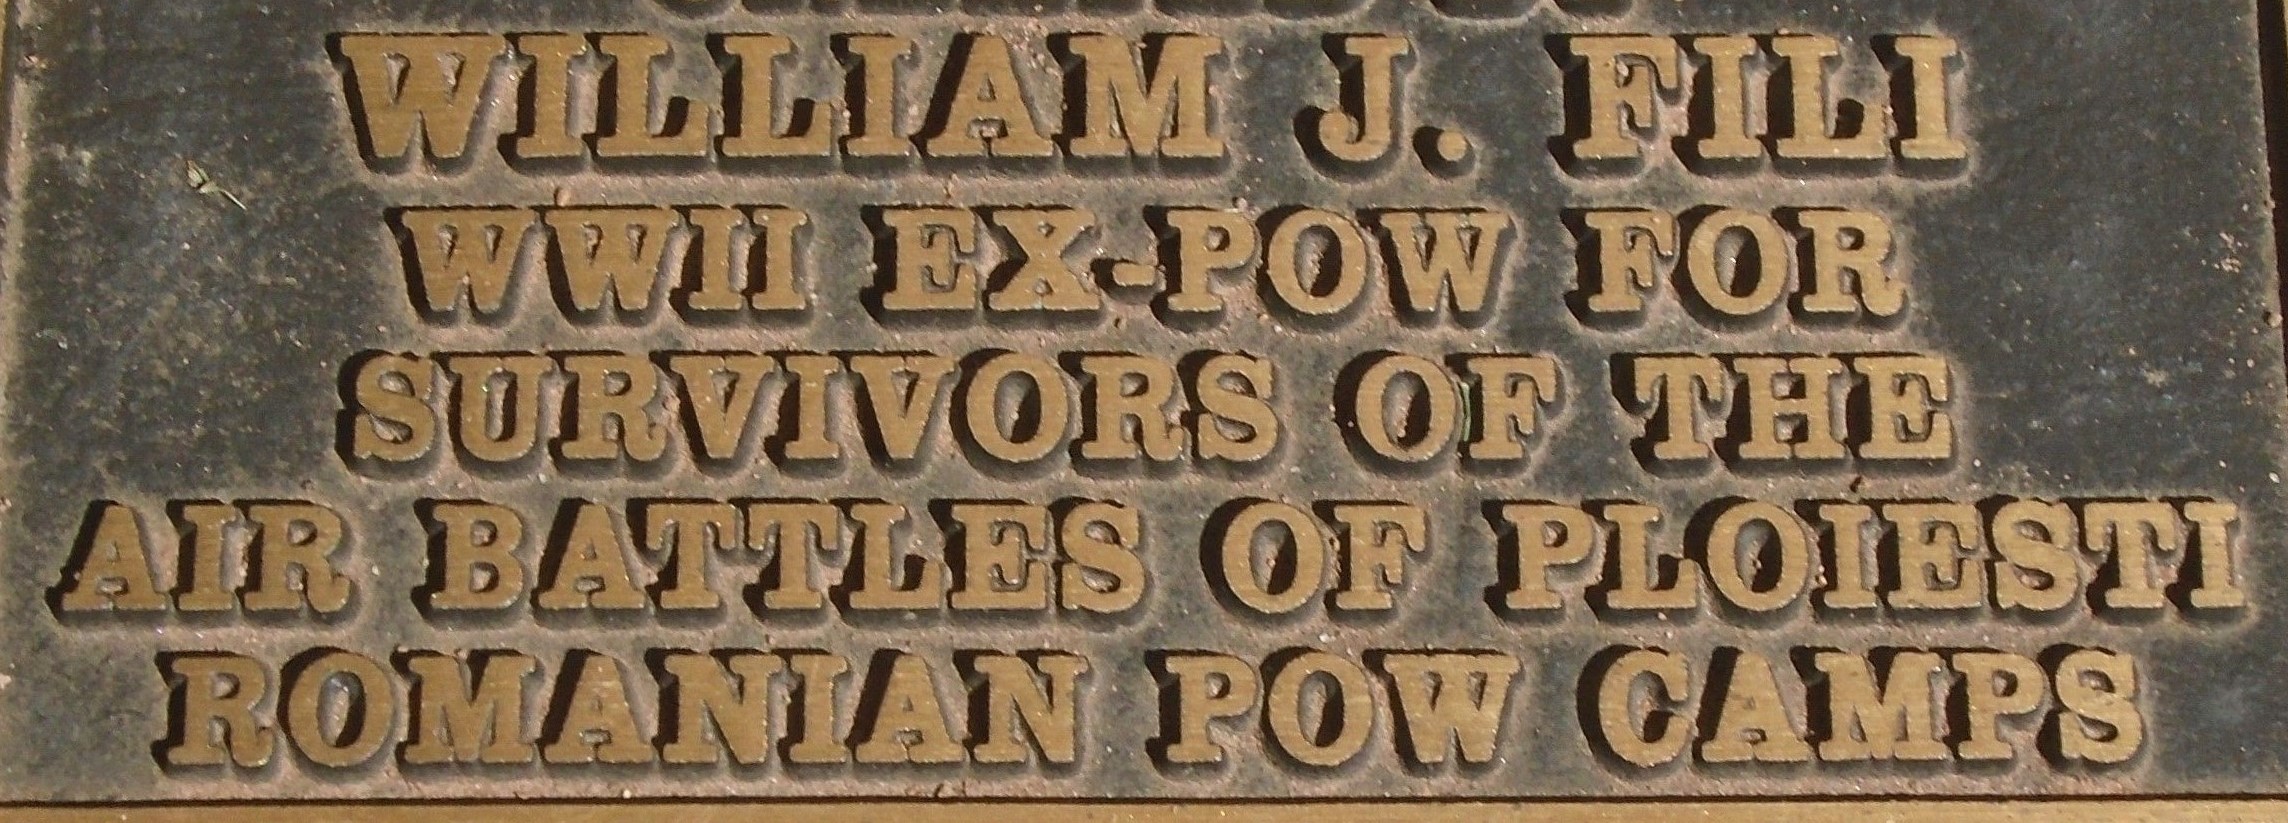 WILLIAM J. FILI
WWII EX-POW FOR
SURVIVORS OF THE
AIR BATTLES OF PLOIESTI
ROMANIAN POW CAMPS